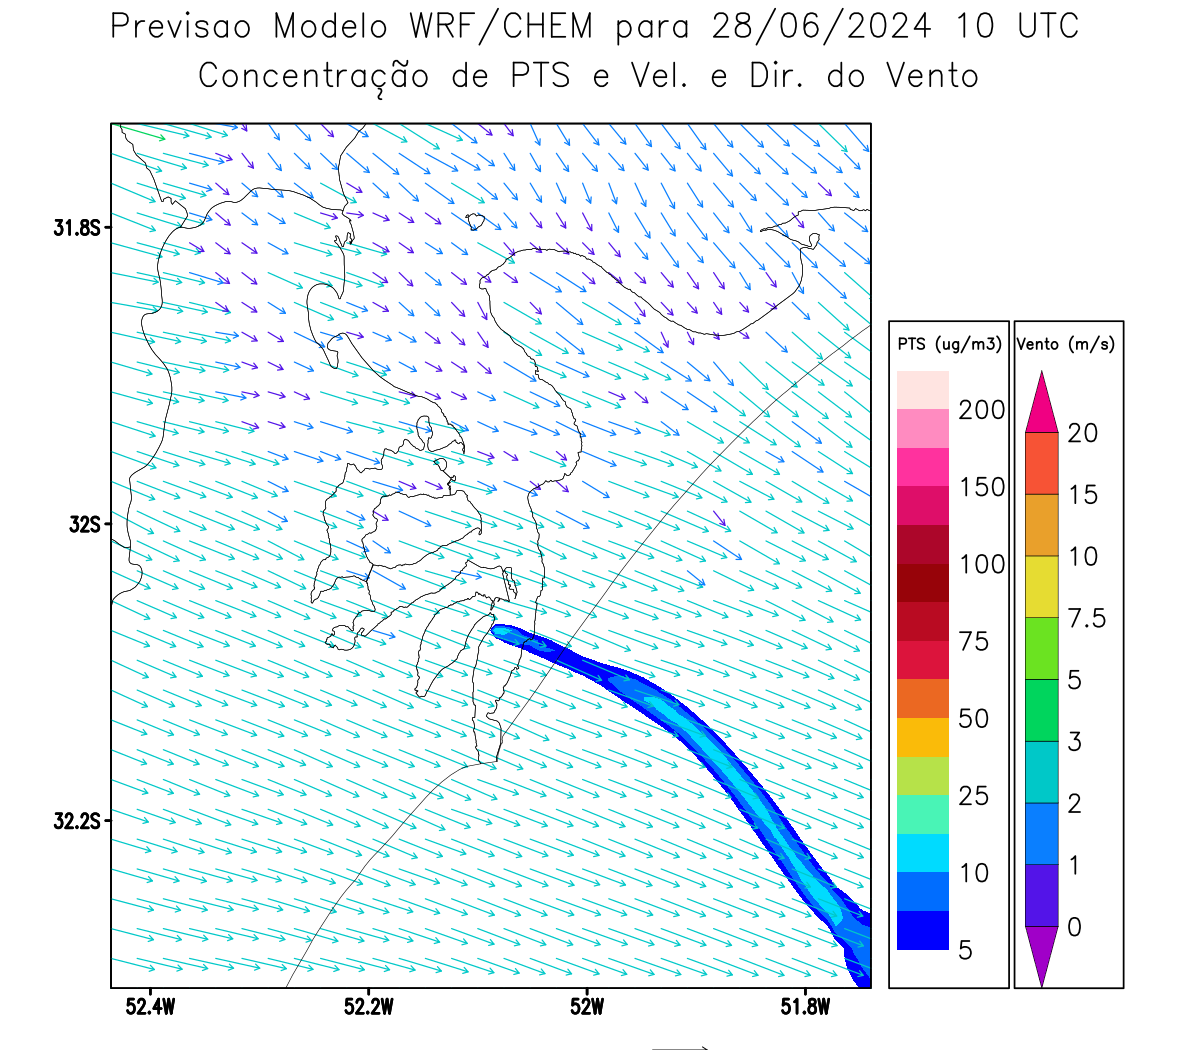 Previsao Modelo WRF/CHEM para 28/06/2024 10 UTC
Concentração de PTS e Vel. e Dir. do Vento
31.8S
32S
32.2S
52.4W
52.2W
52W
51.8W
PTS (ug/m3)
200
150
100
75
50
25
10
5
Vento (m/s)
20
15
10
7.5
5
3
2
1
0